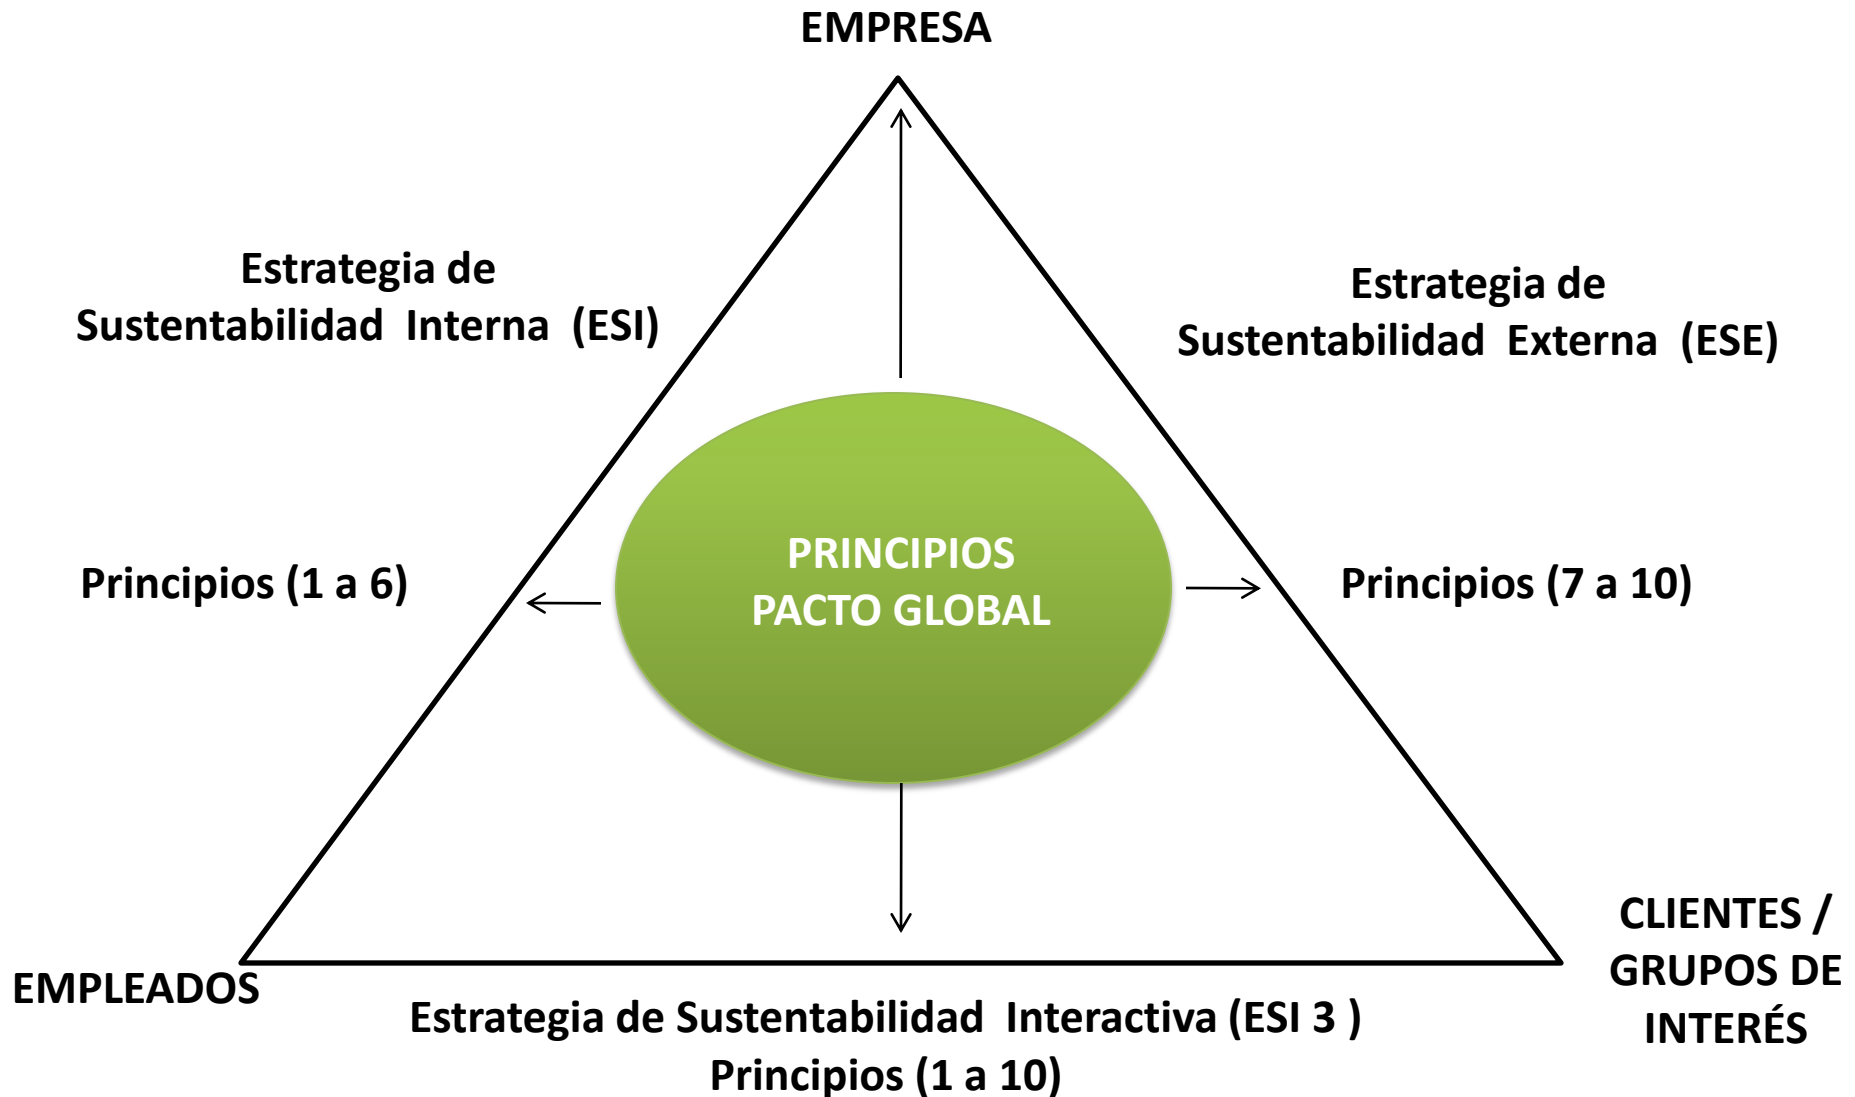 EMPRESA
Estrategia de
Sustentabilidad Interna (ESI)
Estrategia de
Sustentabilidad Externa (ESE)
Principios (1 a 6)
PRINCIPIOS
PACTO GLOBAL
Principios (7 a 10)
EMPLEADOS
CLIENTES /
GRUPOS DE
INTERÉS
Estrategia de Sustentabilidad Interactiva (ESI 3 )
Principios (1 a 10)